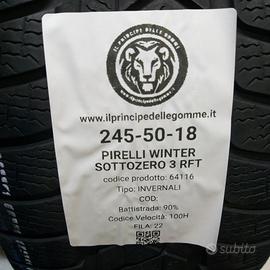 IL PRINCIPE DELLE GOMME
www.ilprincipedellegomme.it
245-50-18
PIRELLI WINTER
SOTTOZERO 3 RFT
codice prodotto: 64116
Tipo: INVERNALI
COD:
Battistrada: 90%
Codice Velocità: 100H
FILA: 22
subito